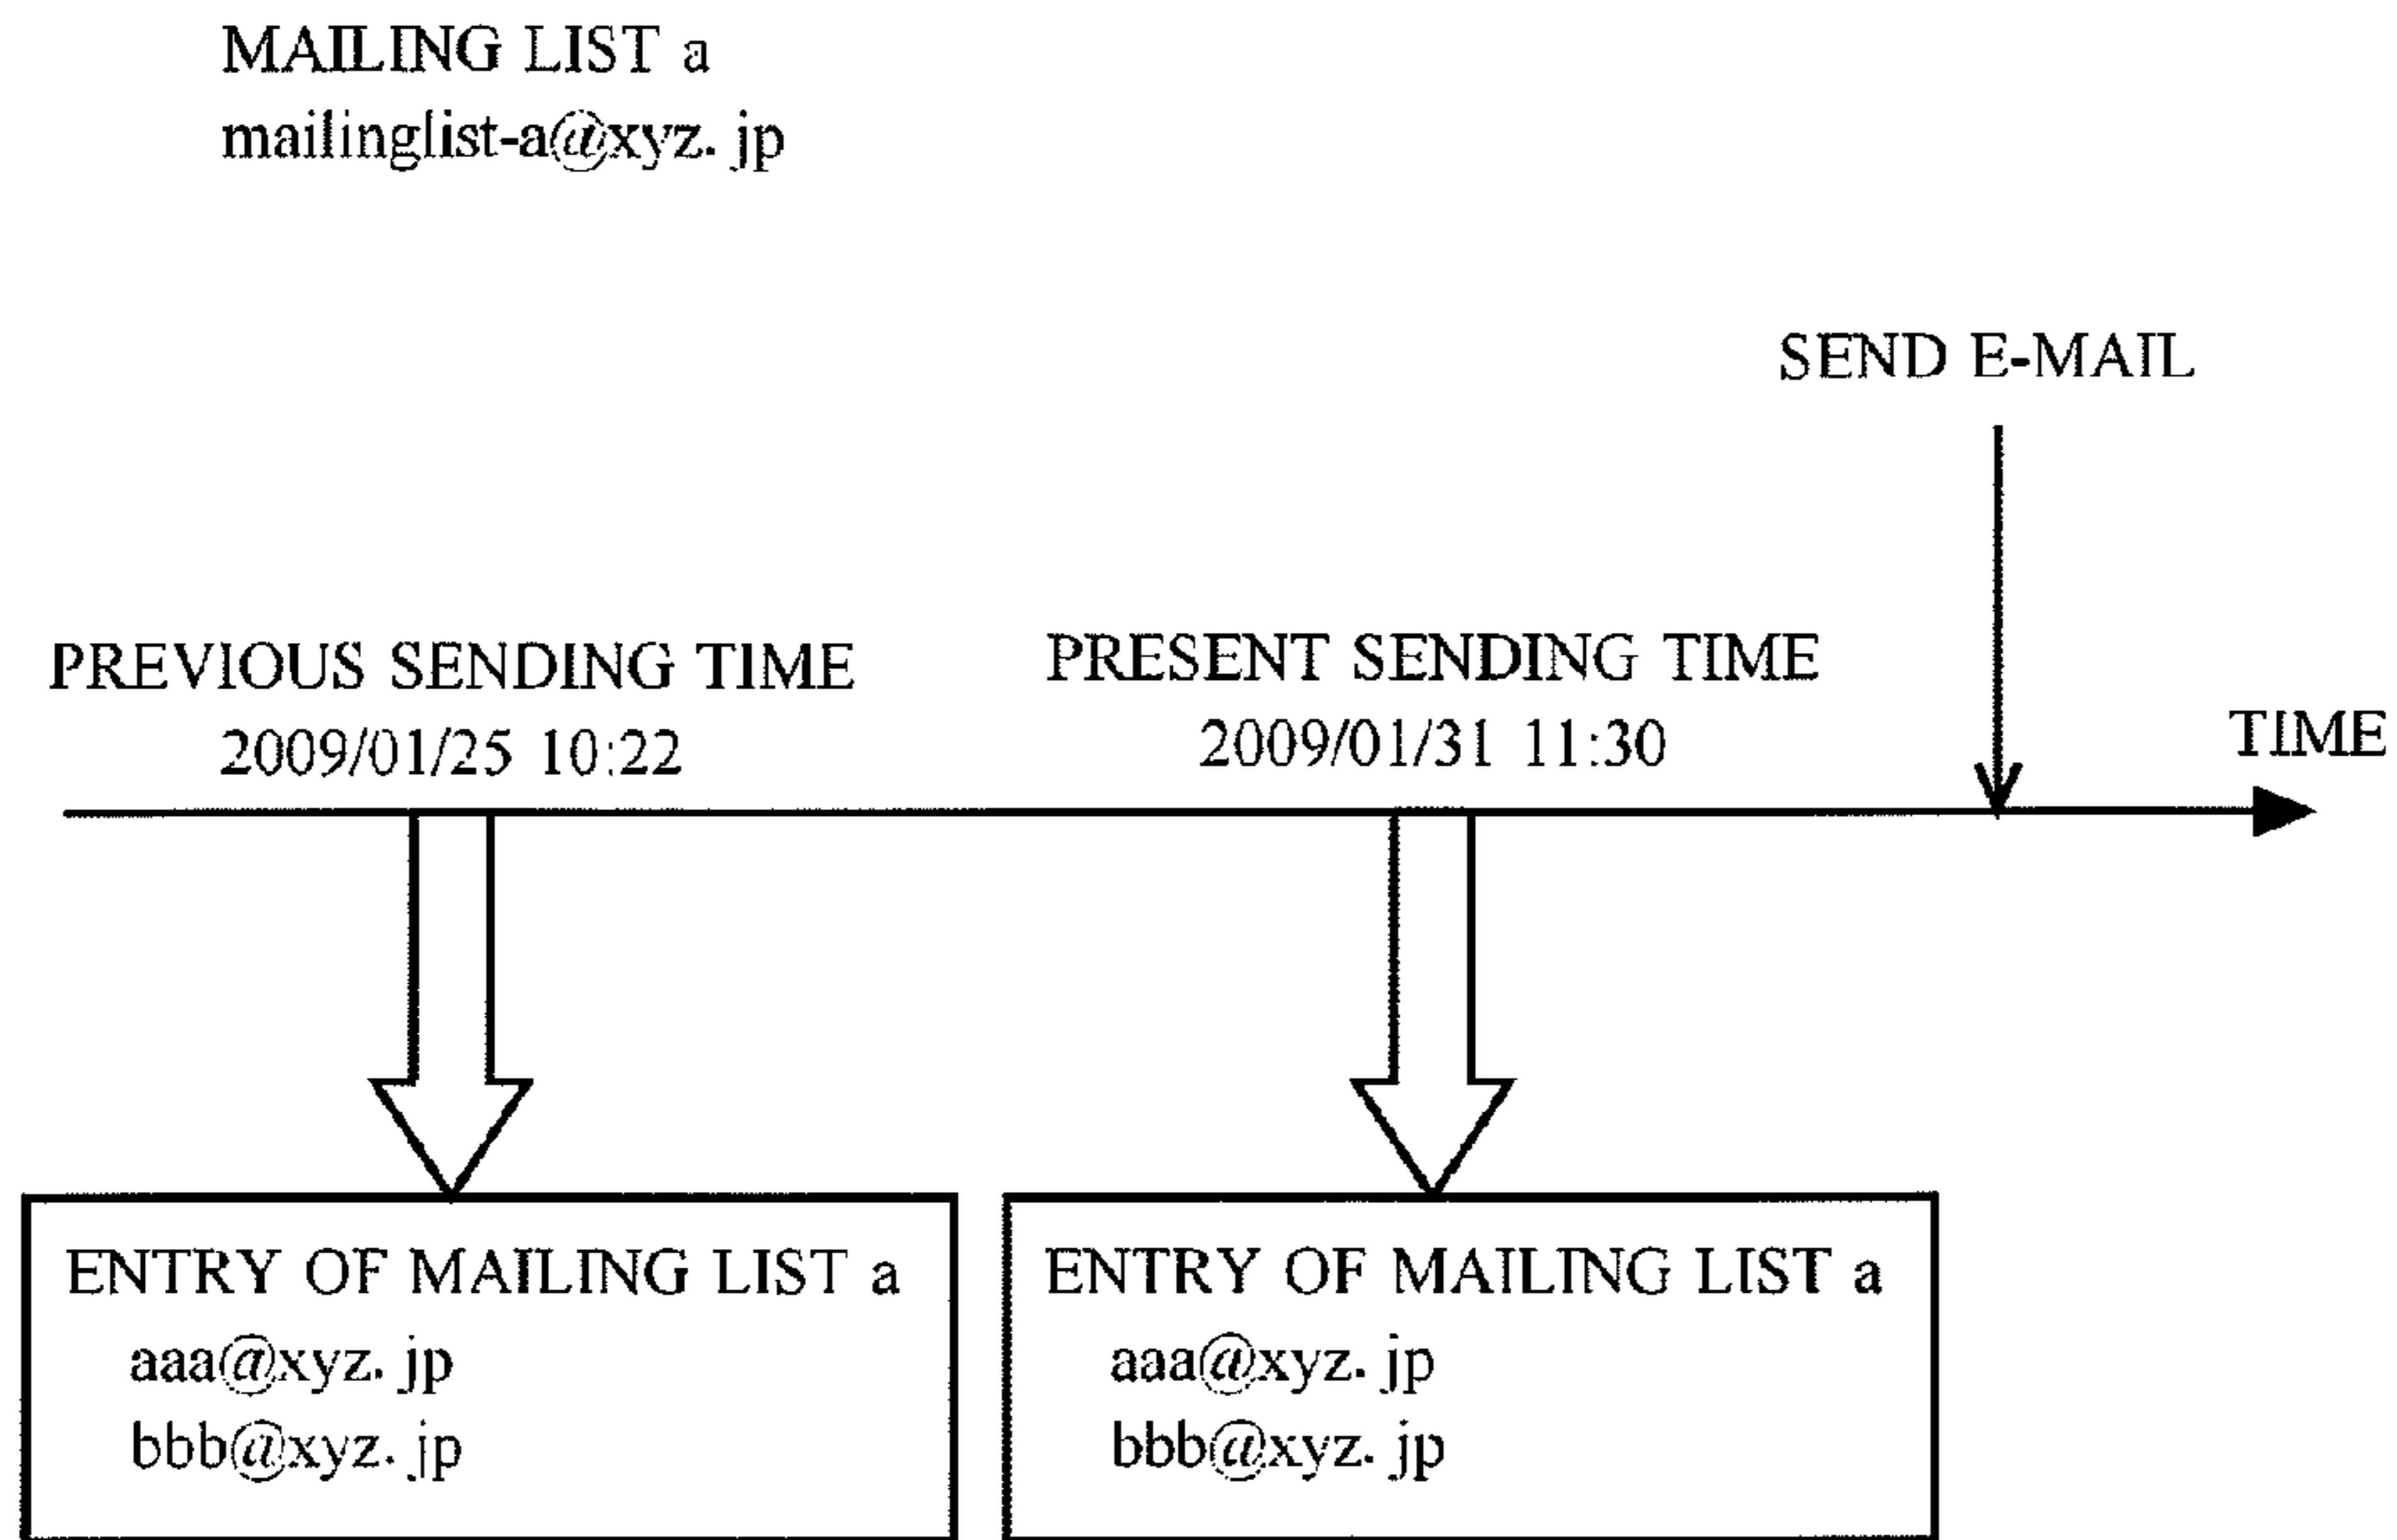 MAILING LIST a
mailinglist-a@xyz. jp
SEND E-MAIL
PREVIOUS SENDING TIME
2009/01/25 10:22
PRESENT SENDING TIME
2009/01/31 11:30
TIME
ENTRY OF MAILING LIST a
aaa@xyz. jp
bbb@xyz. jp
ENTRY OF MAILING LIST a
aaa@xyz. jp
bbb@xyz. jp